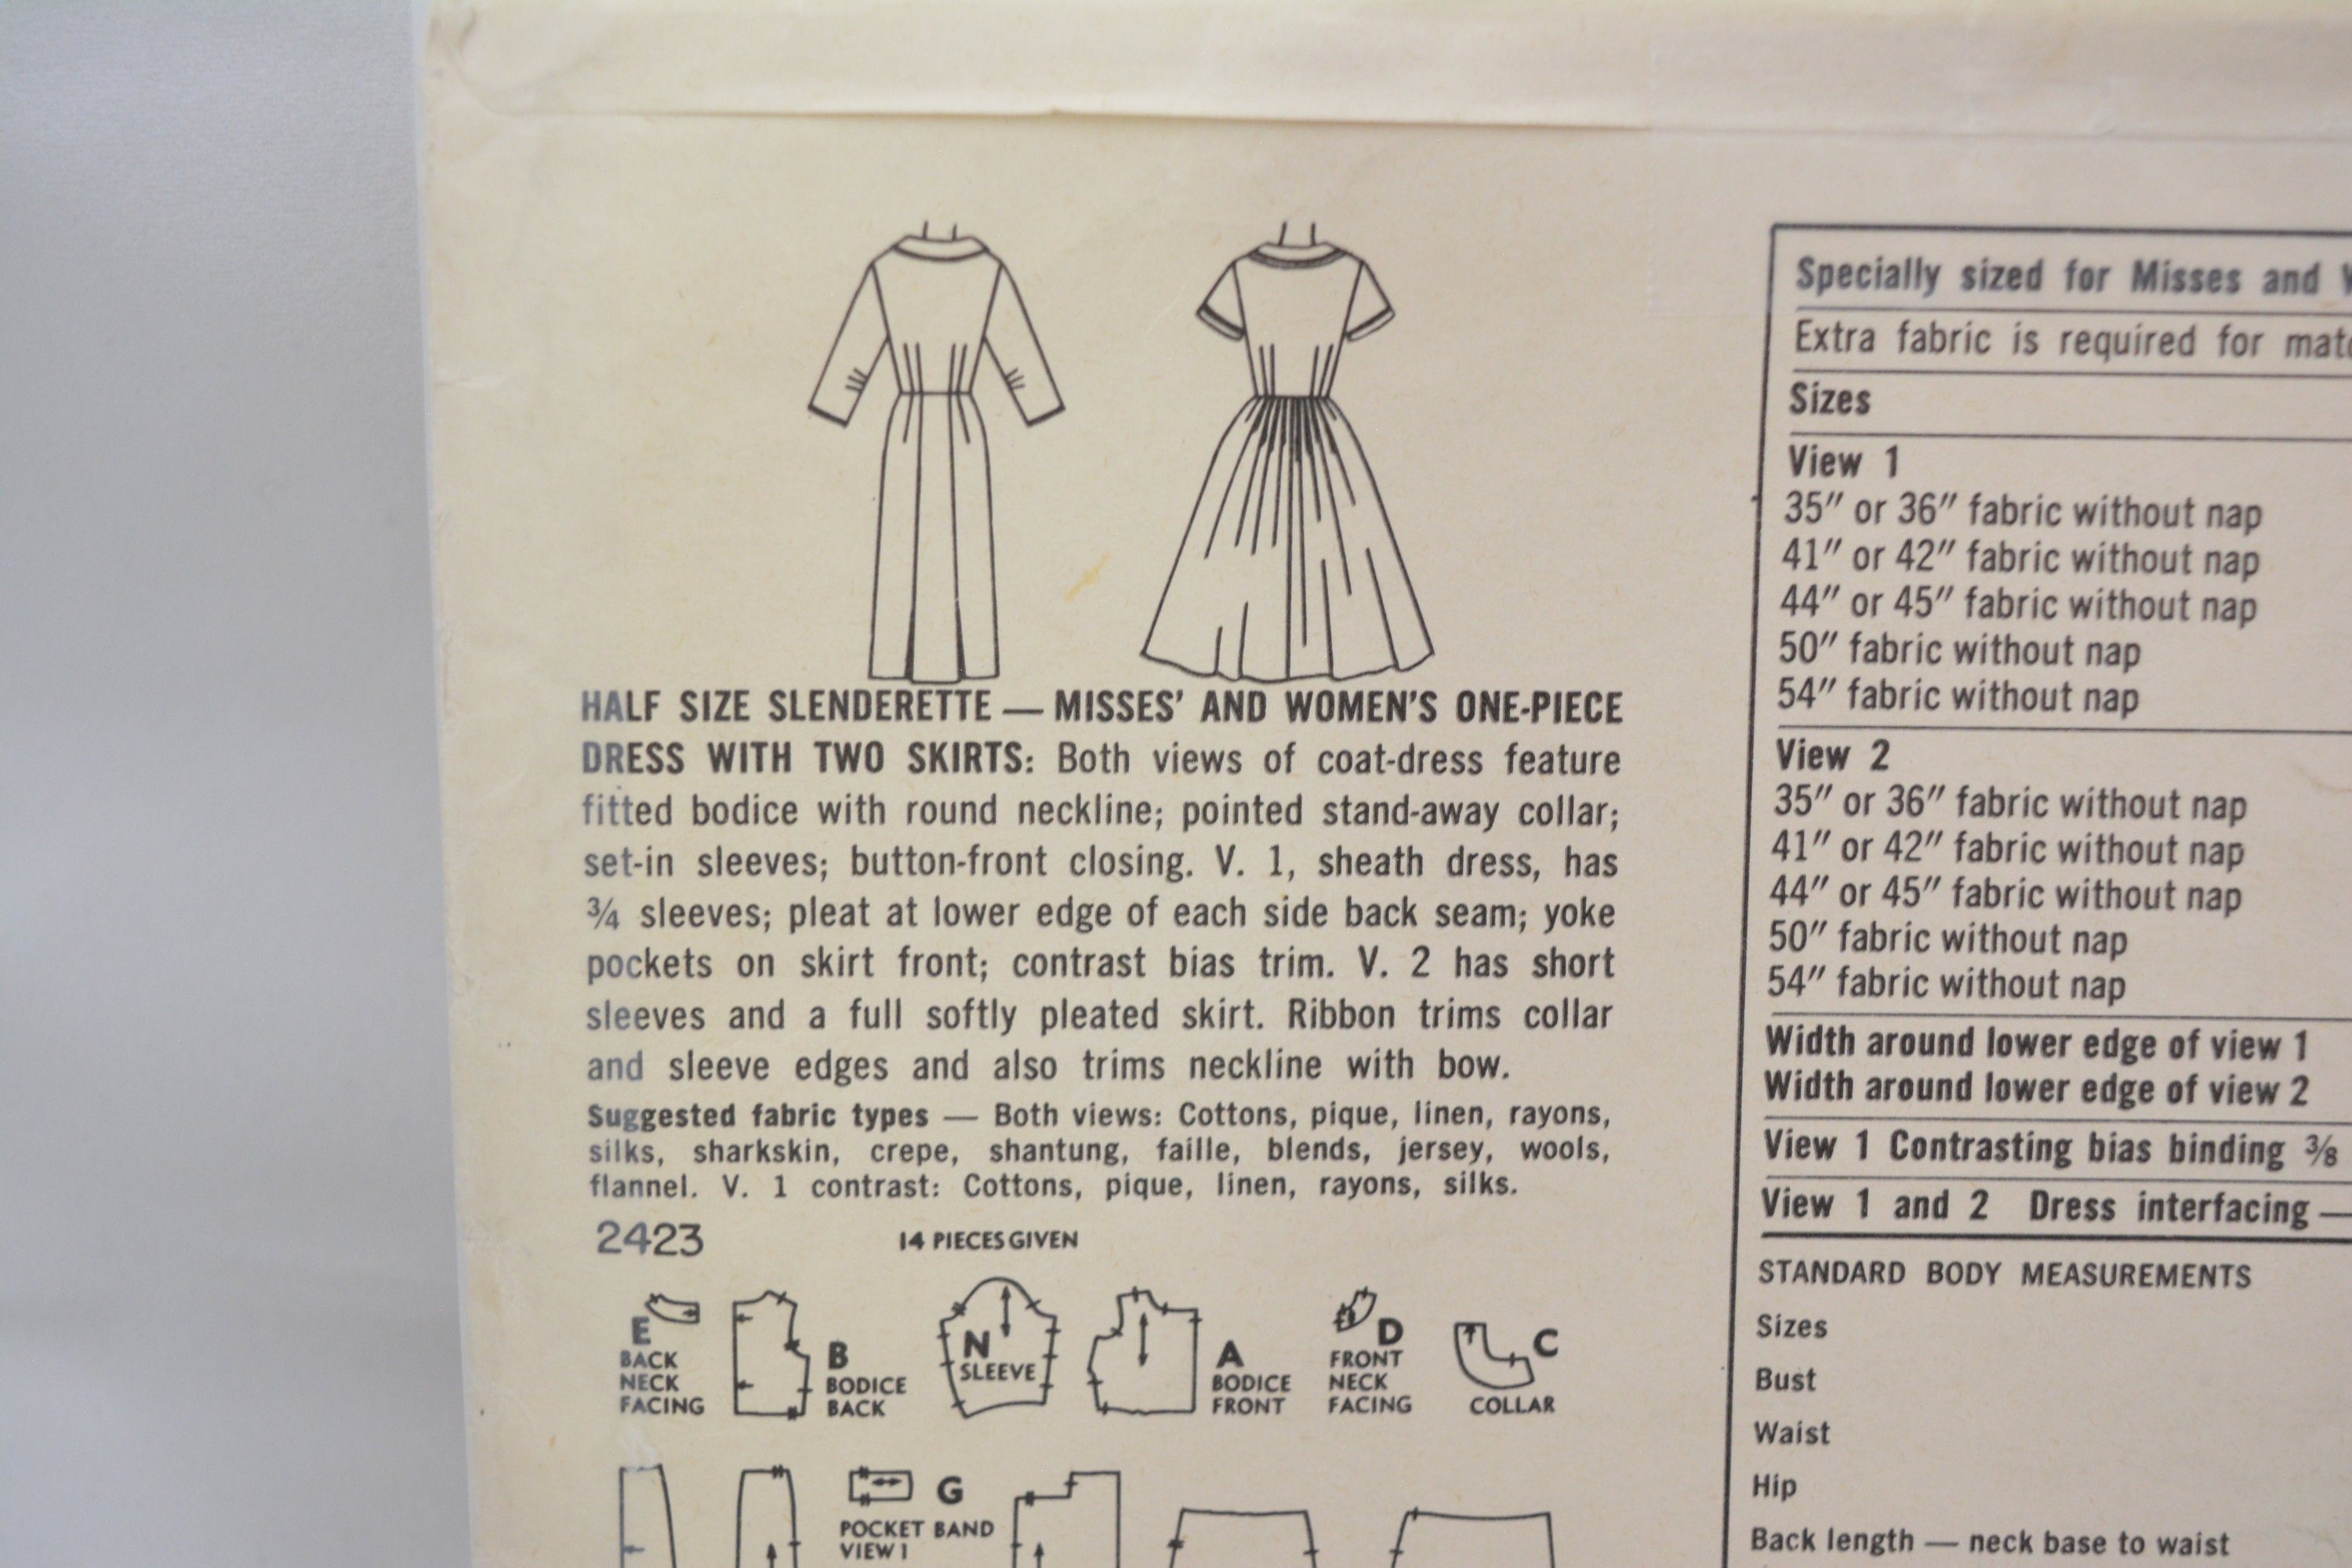 HALF SIZE SLENDERETTE — MISSES' AND WOMEN'S ONE-PIECE
DRESS WITH TWO SKIRTS: Both views of coat-dress feature
fitted bodice with round neckline; pointed stand-away collar;
set-in sleeves; button-front closing. V. 1, sheath dress, has
¾ sleeves; pleat at lower edge of each side back seam; yoke
pockets on skirt front; contrast bias trim. V. 2 has short
sleeves and a full softly pleated skirt. Ribbon trims collar
and sleeve edges and also trims neckline with bow.
Suggested fabric types — Both views: Cottons, pique, linen, rayons,
silks, sharkskin, crepe, shantung, faille, blends, jersey, wools,
flannel. V. 1 contrast: Cottons, pique, linen, rayons, silks.
2423 14 PIECES GIVEN
E
BACK
NECK
FACING
B
BODICE
BACK
N
SLEEVE
A
BODICE
FRONT
D
FRONT
NECK
FACING
C
COLLAR
G
POCKET BAND
VIEW 1
Specially sized for Misses and
Extra fabric is required for
Sizes
View 1
35" or 36" fabric without nap
41" or 42" fabric without nap
44" or 45" fabric without nap
50" fabric without nap
54" fabric without nap
View 2
35" or 36" fabric without nap
41" or 42" fabric without nap
44" or 45" fabric without nap
50" fabric without nap
54" fabric without nap
Width around lower edge of view 1
Width around lower edge of view 2
View 1 Contrasting bias binding ⅜
View 1 and 2 Dress interfacing —
STANDARD BODY MEASUREMENTS
Sizes
Bust
Waist
Hip
Back length — neck base to waist